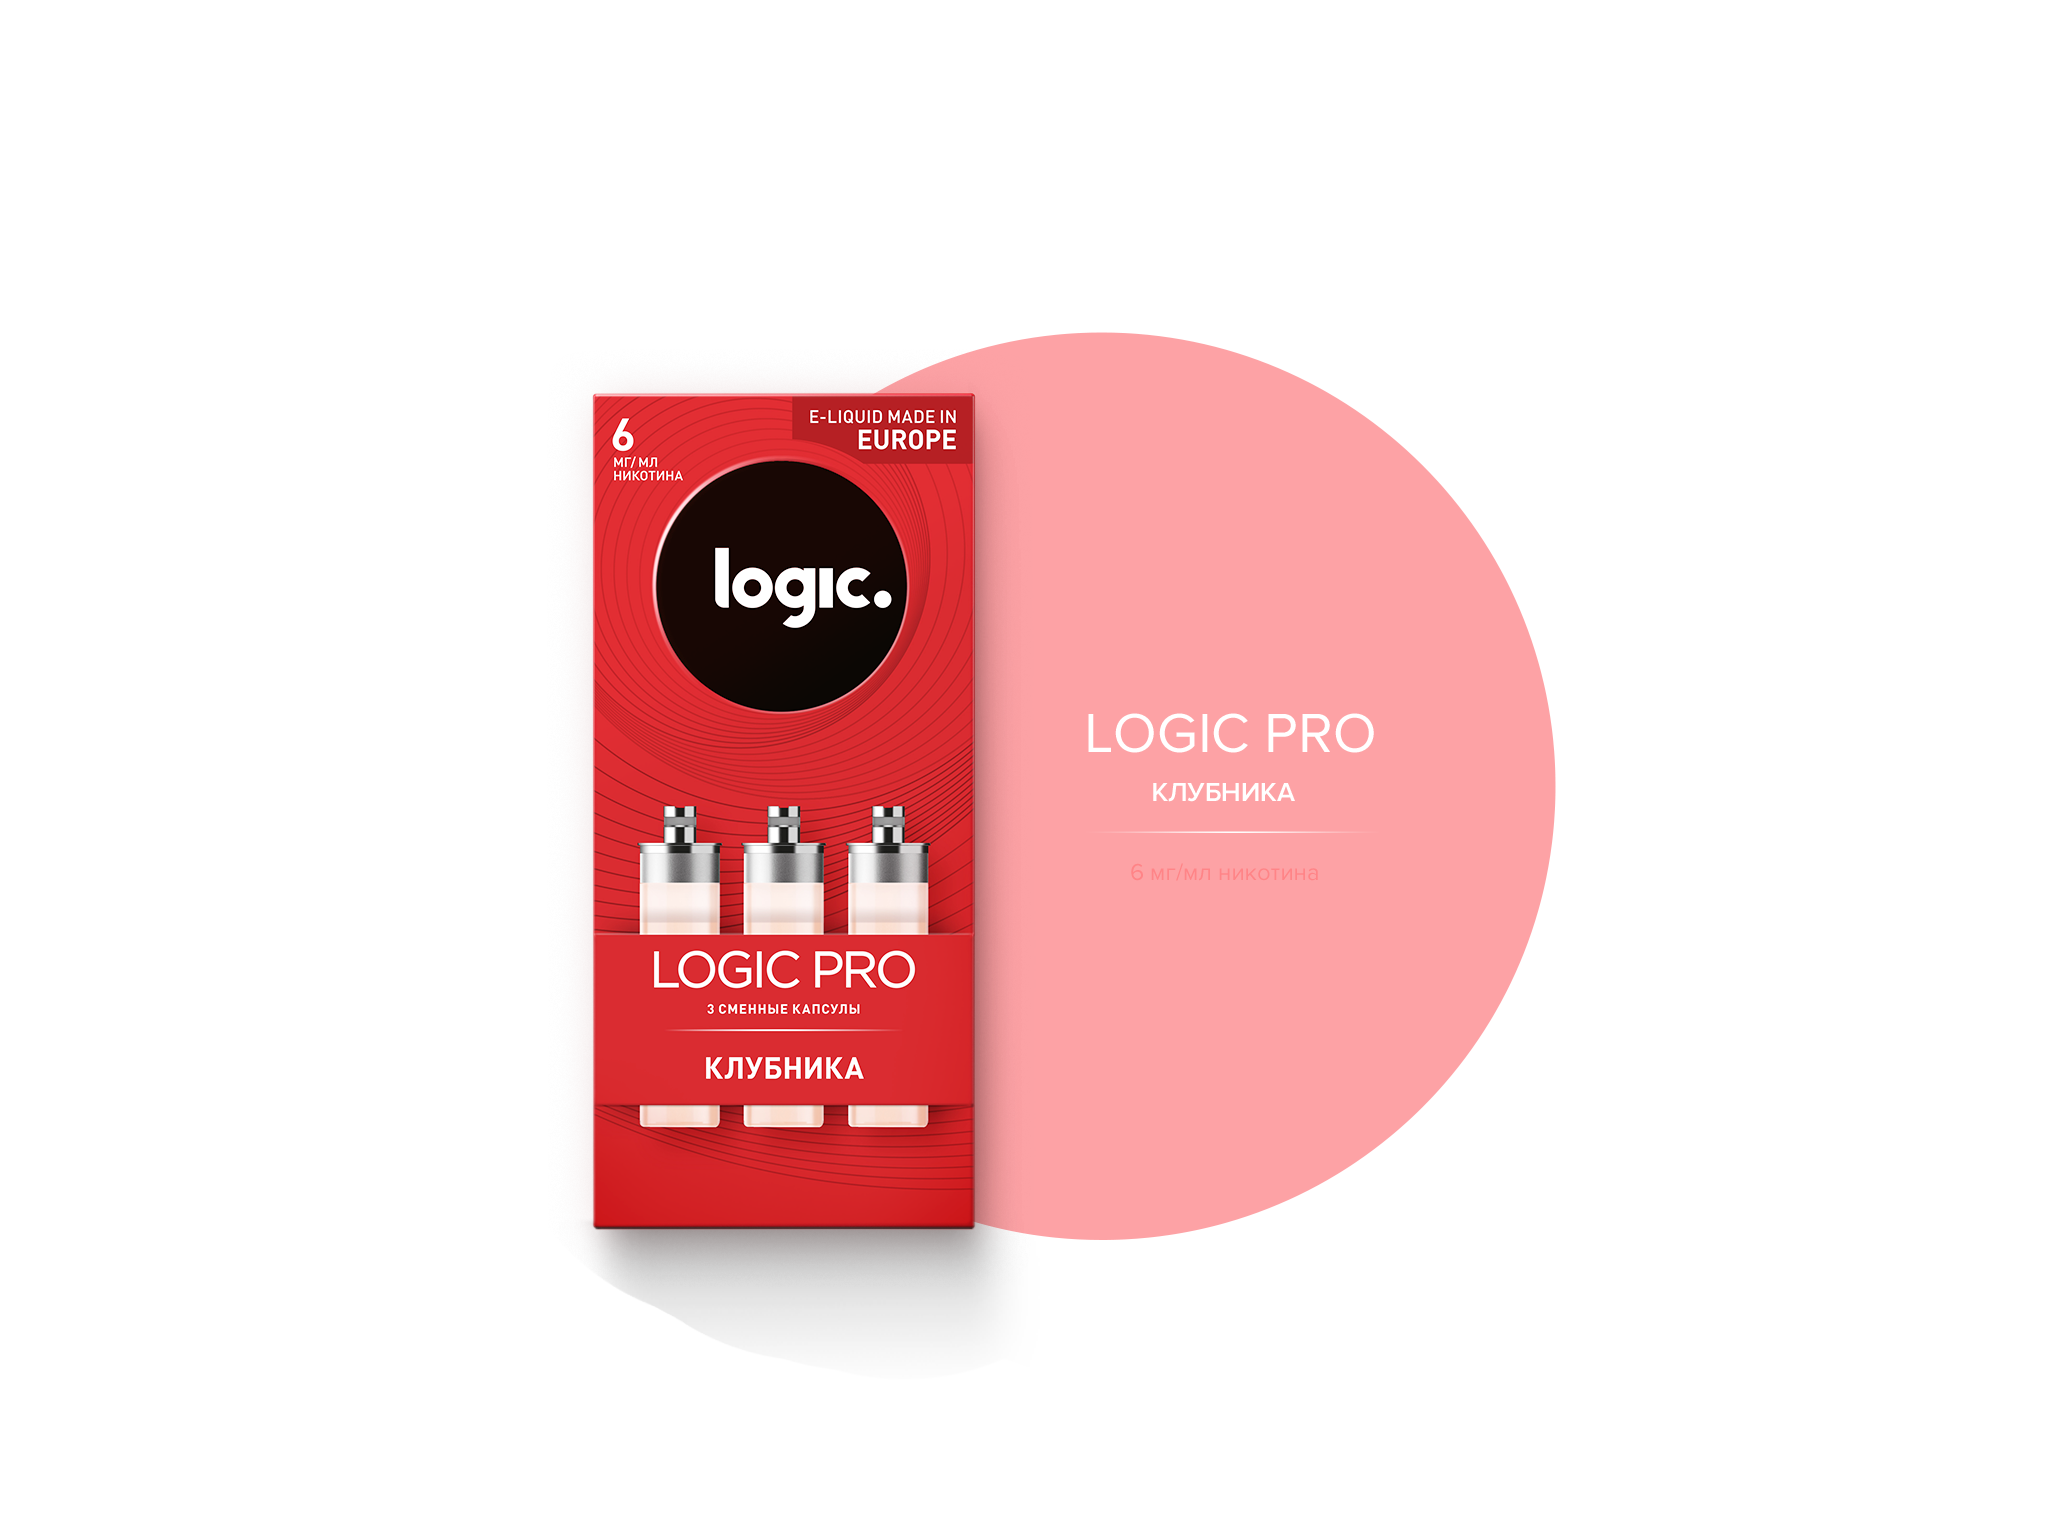 6
МГ/МЛ
НИКОТИНА
E-LIQUID MADE IN
EUROPE
logic.
LOGIC PRO
3 СМЕННЫЕ КАПСУЛЫ
КЛУБНИКА
LOGIC PRO
КЛУБНИКА
6 мг/мл никотина